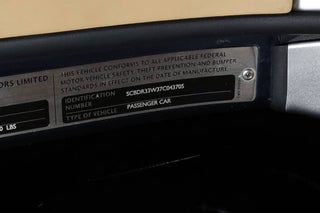 ORS LIMITED
THIS VEHICLE CONFORMS TO ALL APPLICABLE FEDERAL
MOTOR VEHICLE SAFETY, THEFT PREVENTION AND BUMPER
STANDARDS IN EFFECT ON THE DATE OF MANUFACTURE.
IDENTIFICATION NUMBER SCBDR33W37C043705
TYPE OF VEHICLE PASSENGER CAR
0 LBS